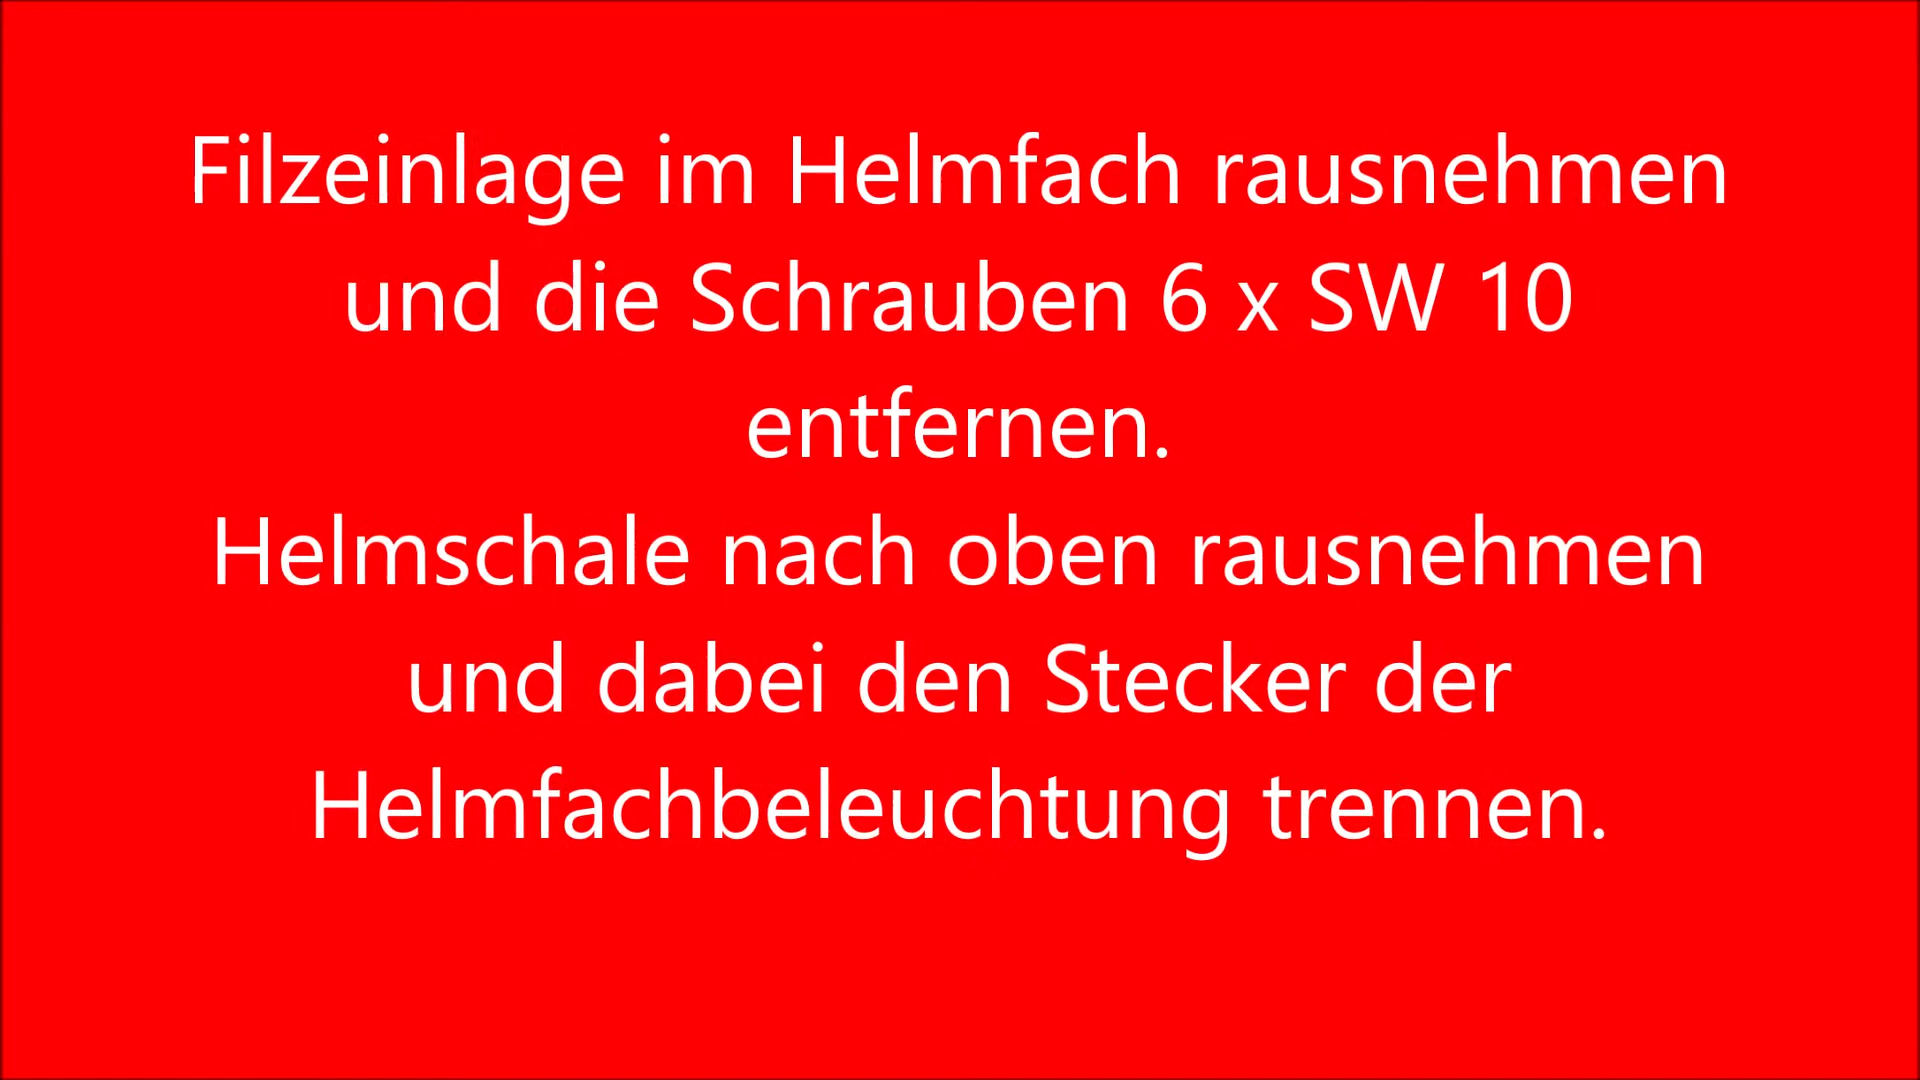 Filzeinlage im Helmfach rausnehmen
und die Schrauben 6 x SW 10
entfernen.
Helmschale nach oben rausnehmen
und dabei den Stecker der
Helmfachbeleuchtung trennen.